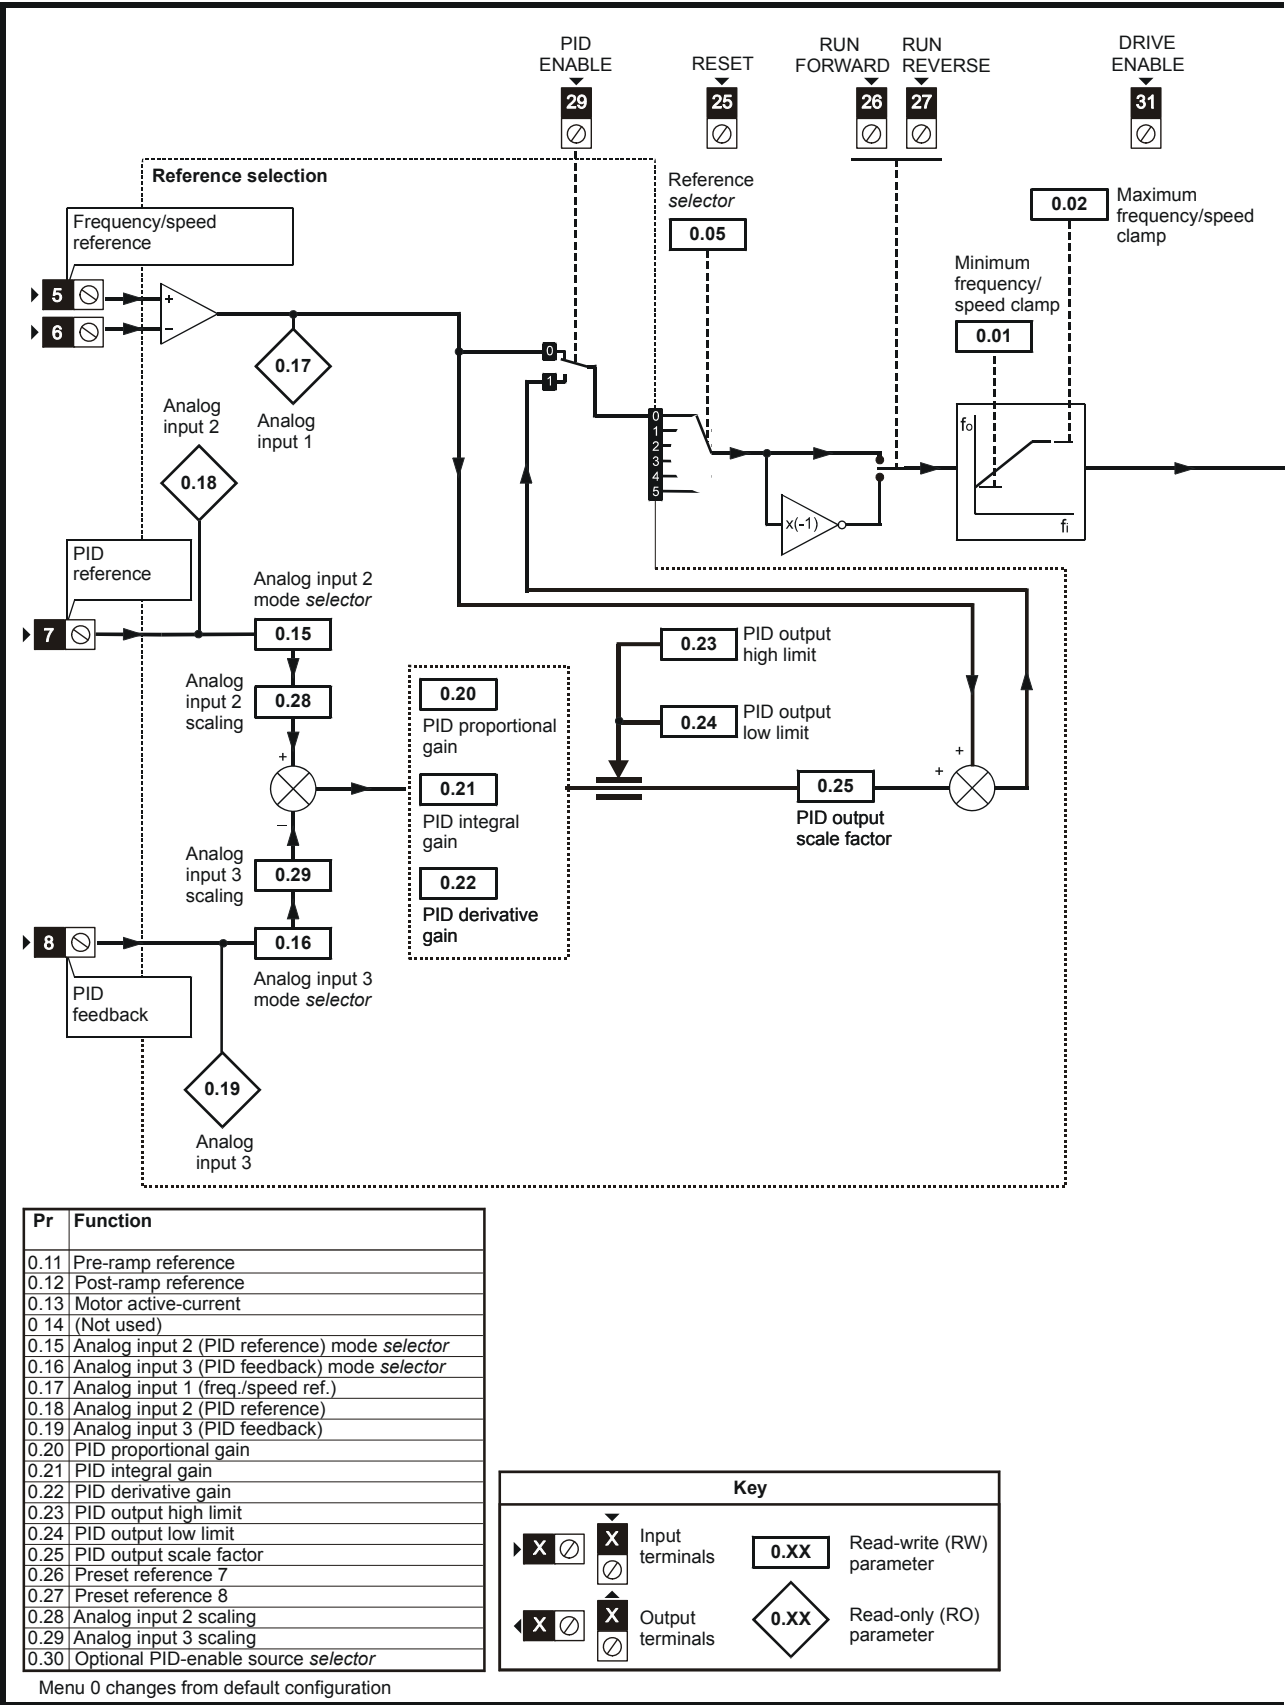 PID
ENABLE
RESET
RUN
FORWARD
RUN
REVERSE
DRIVE
ENABLE
29
25
26
27
31
Reference selection
Reference
selector
0.05
0.02
Maximum
frequency/speed
clamp
Frequency/speed
reference
Minimum
frequency/
speed clamp
0.01
5
6
+
−
0.17
Analog
input 1
0
1
0
1
2
3
4
5
x(-1)
fo
fi
Analog
input 2
0.18
PID
reference
7
Analog input 2
mode selector
0.15
Analog
input 2
scaling
0.28
+
−
0.20
PID proportional
gain
0.21
PID integral
gain
0.22
PID derivative
gain
0.23
PID output
high limit
0.24
PID output
low limit
0.25
PID output
scale factor
+
+
Analog
input 3
scaling
0.29
8
0.16
Analog input 3
mode selector
PID
feedback
0.19
Analog
input 3
Pr Function
0.11 Pre-ramp reference
0.12 Post-ramp reference
0.13 Motor active-current
0 14 (Not used)
0.15 Analog input 2 (PID reference) mode selector
0.16 Analog input 3 (PID feedback) mode selector
0.17 Analog input 1 (freq./speed ref.)
0.18 Analog input 2 (PID reference)
0.19 Analog input 3 (PID feedback)
0.20 PID proportional gain
0.21 PID integral gain
0.22 PID derivative gain
0.23 PID output high limit
0.24 PID output low limit
0.25 PID output scale factor
0.26 Preset reference 7
0.27 Preset reference 8
0.28 Analog input 2 scaling
0.29 Analog input 3 scaling
0.30 Optional PID-enable source selector
Menu 0 changes from default configuration
Key
X
X
Input
terminals
0.XX
Read-write (RW)
parameter
X
X
Output
terminals
0.XX
Read-only (RO)
parameter